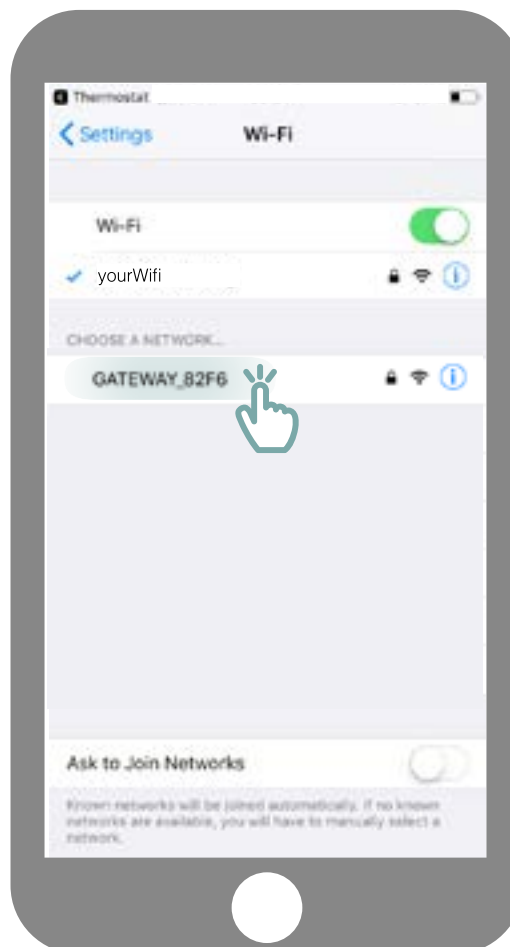 Thermostat
Settings
Wi-Fi
Wi-Fi
yourWifi
CHOOSE A NETWORK...
GATEWAY_82F6
Ask to Join Networks
Known networks will be joined automatically. If no known
networks are available, you will have to manually select a
network.